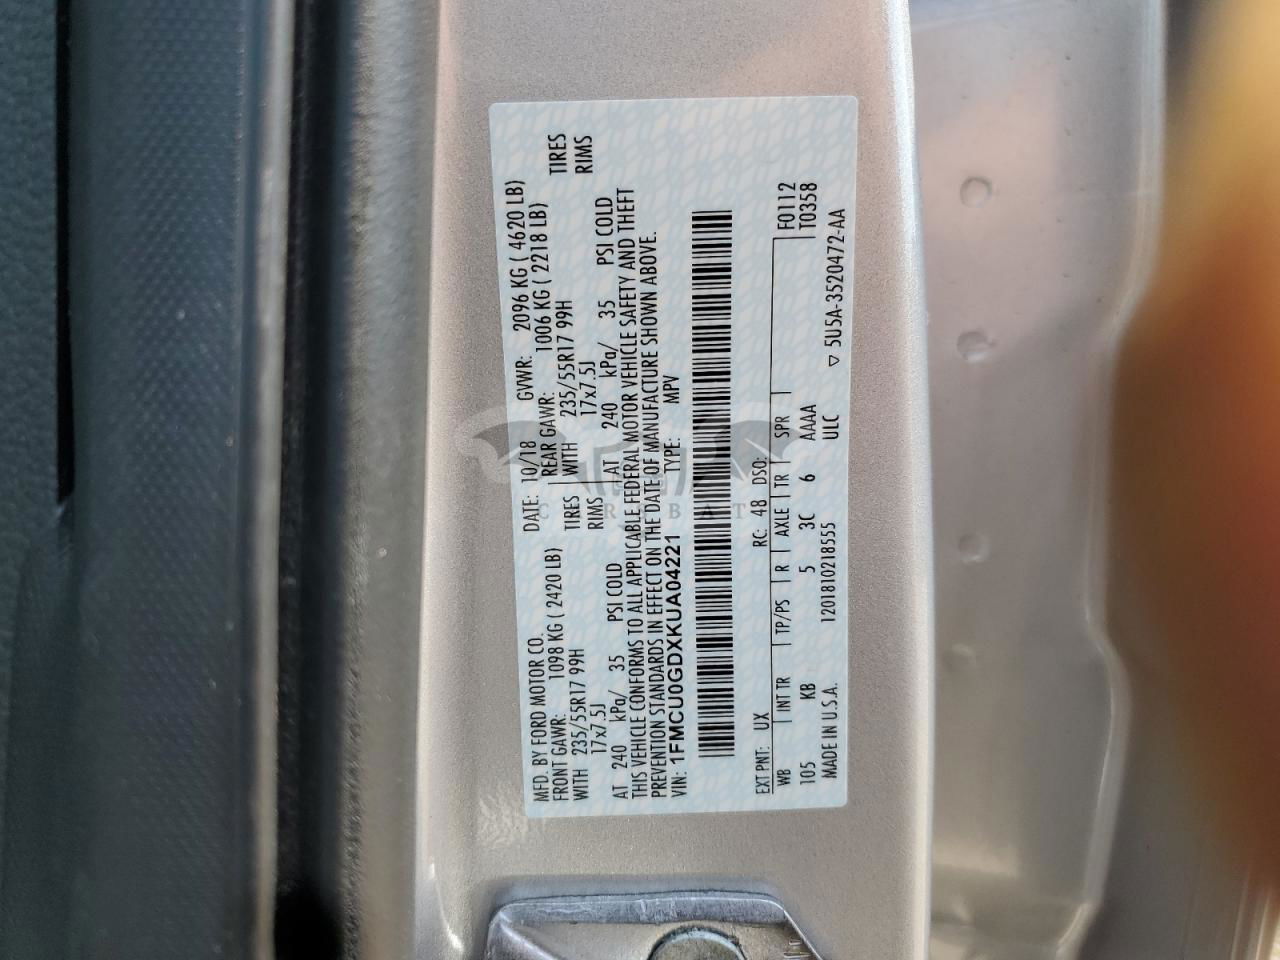 MFD. BY FORD MOTOR CO. DATE: 10/18 GVWR: 2096 KG ( 4620 LB)
FRONT GAWR: 1098 KG ( 2420 LB) REAR GAWR: 1006 KG ( 2218 LB)
WITH 235/55R17 99H TIRES WITH 235/55R17 99H TIRES
17x7.5J RIMS 17x7.5J RIMS
AT 240 kPa/ 35 PSI COLD AT 240 kPa/ 35 PSI COLD
THIS VEHICLE CONFORMS TO ALL APPLICABLE FEDERAL MOTOR VEHICLE SAFETY AND THEFT
PREVENTION STANDARDS IN EFFECT ON THE DATE OF MANUFACTURE SHOWN ABOVE.
VIN: 1FMCU0GDXKUA04221 TYPE: MPV
EXT PNT: UX RC: 48 DSO: F0112
WB INT TR TP/PS R AXLE TR SPR T0358
105 KB 5 3C 6 AAAA
MADE IN U.S.A. 1201810218555 ULC ▽ 5U5A-3520472-AA
CARSBAT